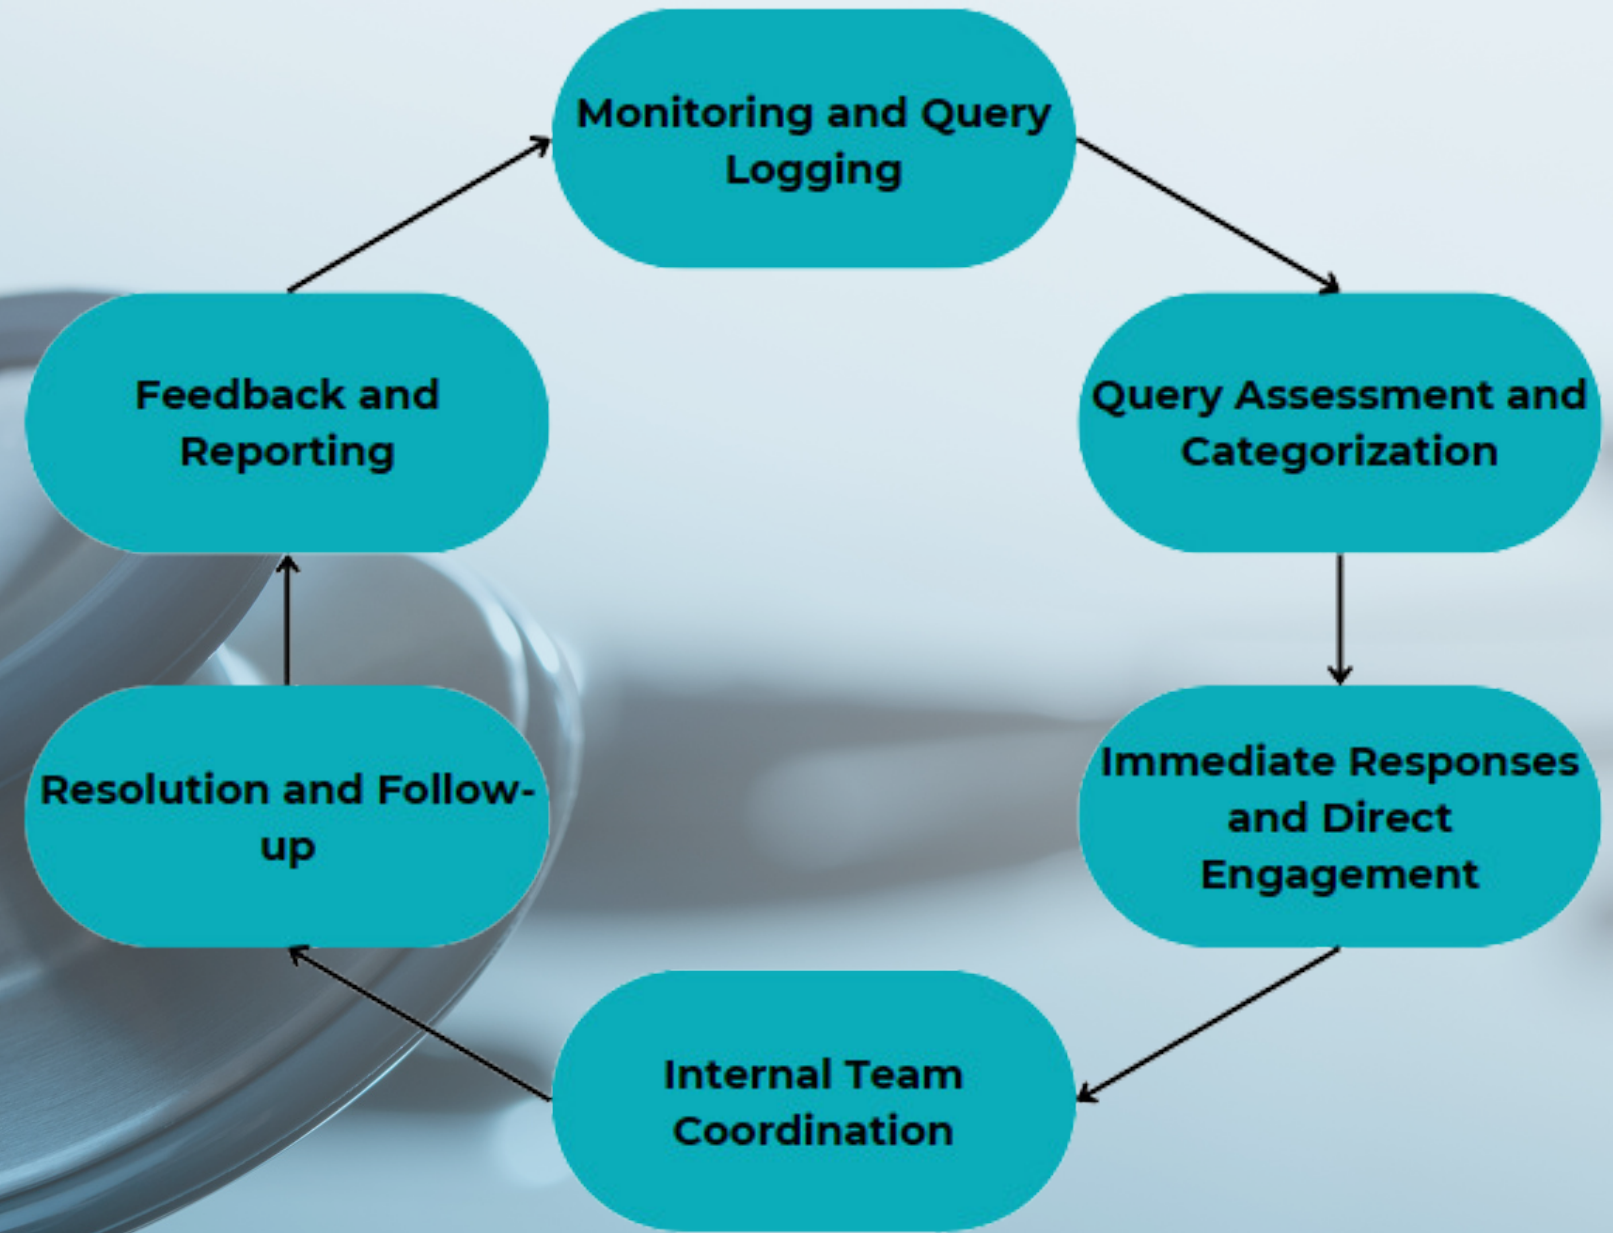 Monitoring and Query
Logging
Query Assessment and
Categorization
Immediate Responses
and Direct
Engagement
Internal Team
Coordination
Resolution and Follow-
up
Feedback and
Reporting